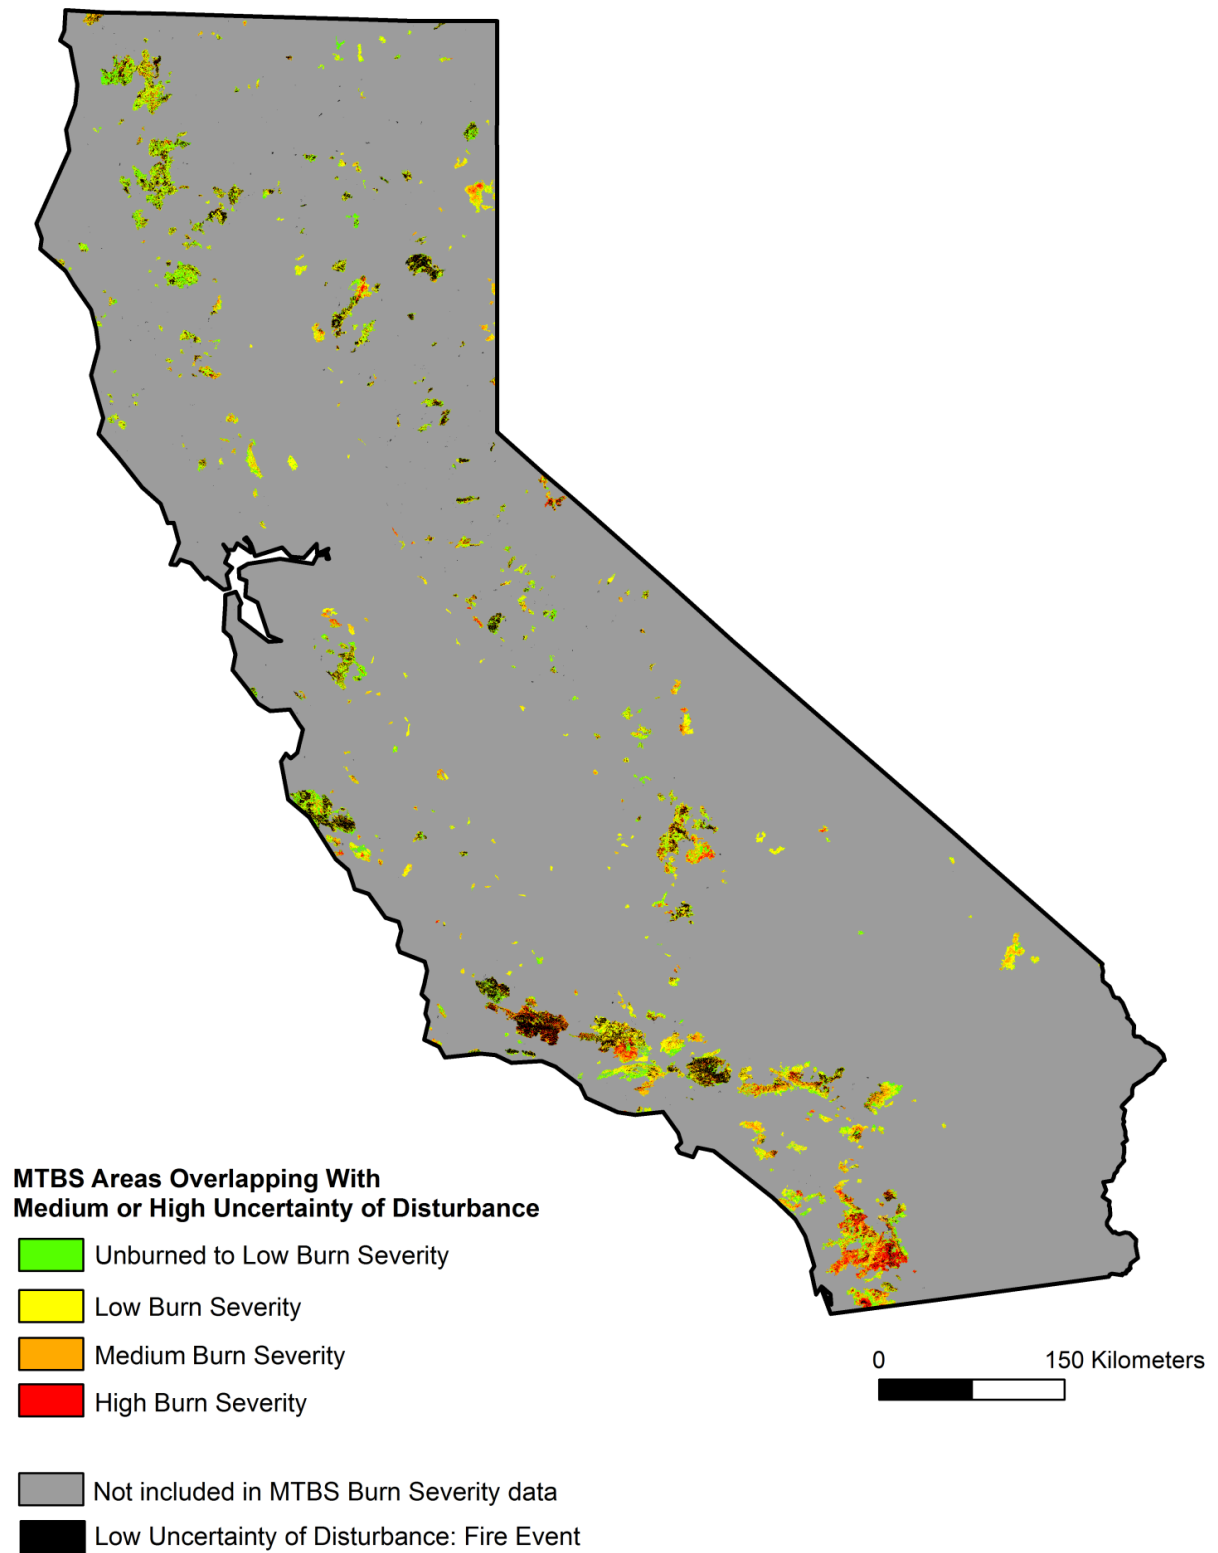 MTBS Areas Overlapping With
Medium or High Uncertainty of Disturbance
Unburned to Low Burn Severity
Low Burn Severity
Medium Burn Severity
High Burn Severity
Not included in MTBS Burn Severity data
Low Uncertainty of Disturbance: Fire Event
0 150 Kilometers